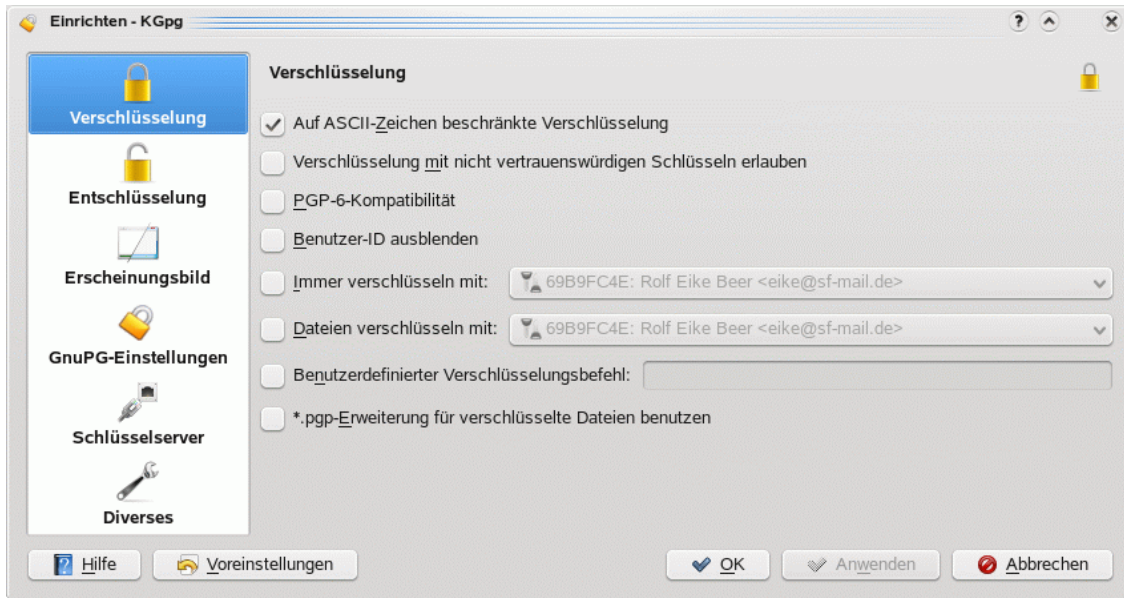 Einrichten - KGpg
Verschlüsselung
Entschlüsselung
Erscheinungsbild
GnuPG-Einstellungen
Schlüsselserver
Diverses
Verschlüsselung
Auf ASCII-Zeichen beschränkte Verschlüsselung
Verschlüsselung mit nicht vertrauenswürdigen Schlüsseln erlauben
PGP-6-Kompatibilität
Benutzer-ID ausblenden
Immer verschlüsseln mit: 69B9FC4E: Rolf Eike Beer <eike@sf-mail.de>
Dateien verschlüsseln mit: 69B9FC4E: Rolf Eike Beer <eike@sf-mail.de>
Benutzerdefinierter Verschlüsselungsbefehl:
*.pgp-Erweiterung für verschlüsselte Dateien benutzen
Hilfe Voreinstellungen OK Anwenden Abbrechen